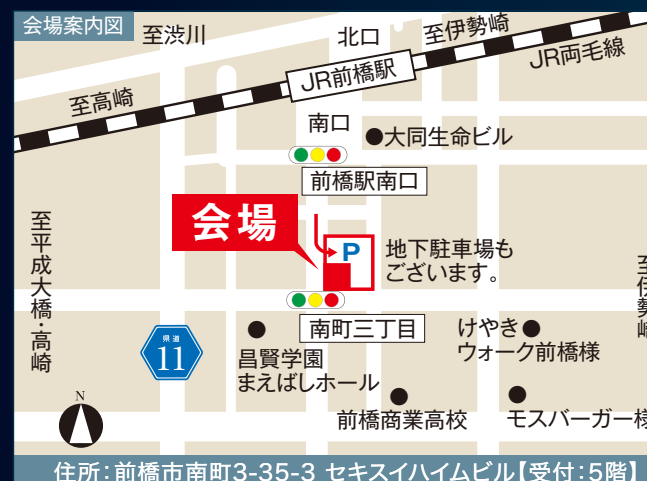 会場案内図
至渋川
北口
至伊勢崎
JR両毛線
JR前橋駅
至高崎
南口
大同生命ビル
前橋駅南口
会場
P
地下駐車場も
ございます。
至平成大橋・高崎
至伊勢崎
南町三丁目
県道
11
昌賢学園
まえばしホール
けやき
ウォーク前橋様
前橋商業高校
モスバーガー様
N
住所：前橋市南町3-35-3 セキスイハイムビル【受付：5階】